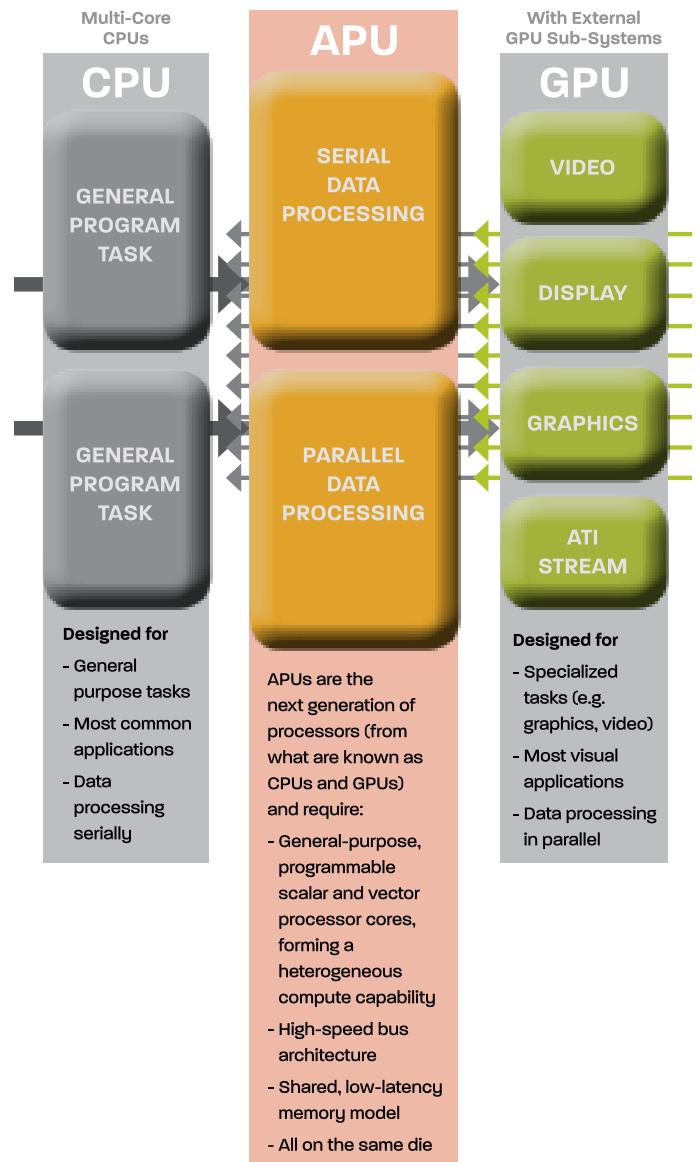 Multi-Core
CPUs
CPU
GENERAL
PROGRAM
TASK
GENERAL
PROGRAM
TASK
Designed for
- General
purpose tasks
- Most common
applications
- Data
processing
serially
APU
SERIAL
DATA
PROCESSING
PARALLEL
DATA
PROCESSING
APUs are the
next generation of
processors (from
what are known as
CPUs and GPUs)
and require:
- General-purpose,
programmable
scalar and vector
processor cores,
forming a
heterogeneous
compute capability
- High-speed bus
architecture
- Shared, low-latency
memory model
- All on the same die
With External
GPU Sub-Systems
GPU
VIDEO
DISPLAY
GRAPHICS
ATI
STREAM
Designed for
- Specialized
tasks (e.g.
graphics, video)
- Most visual
applications
- Data processing
in parallel